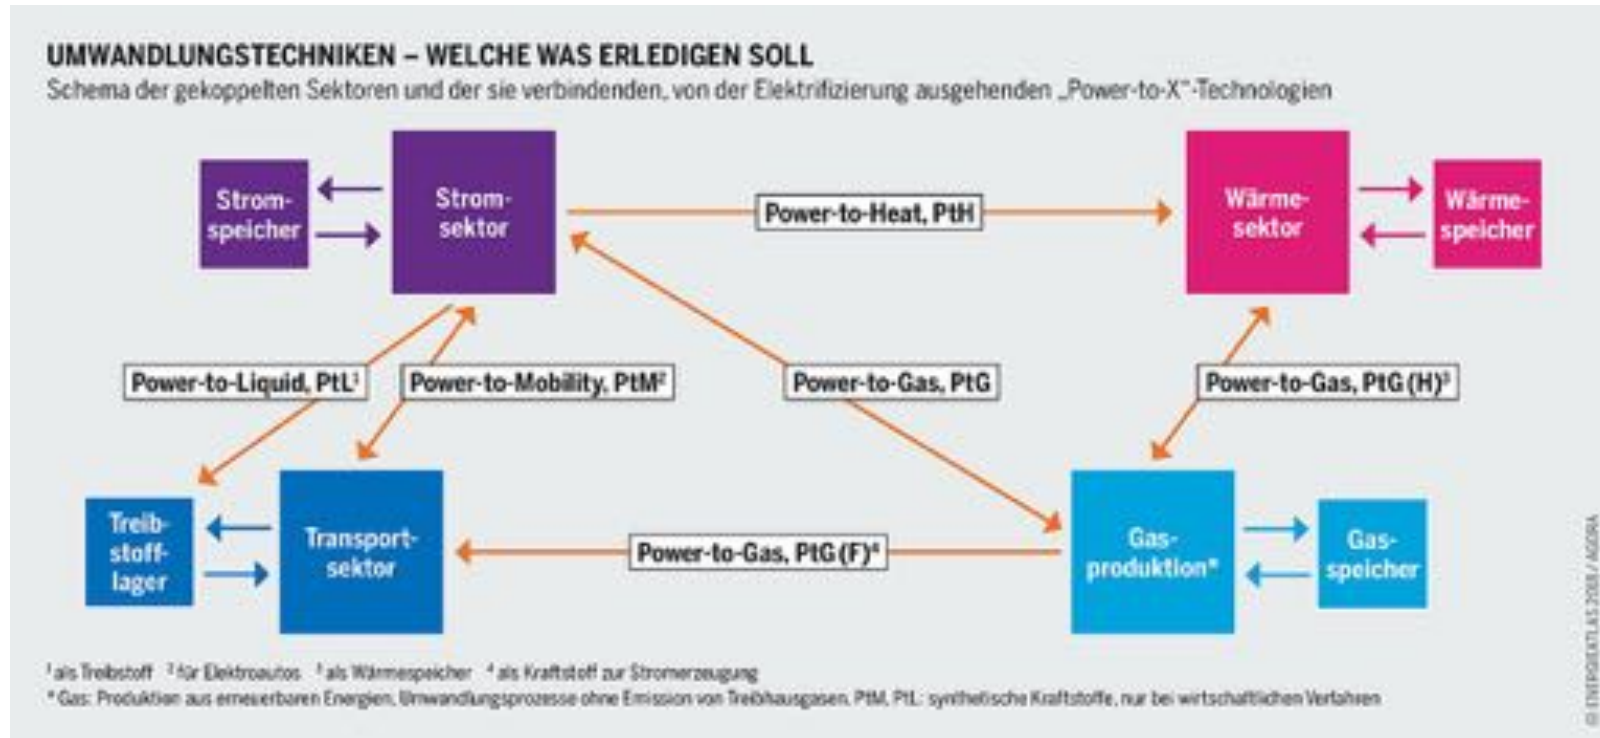 UMWANDLUNGSTECHNIKEN – WELCHE WAS ERLEDIGEN SOLL
Schema der gekoppelten Sektoren und der sie verbindenden, von der Elektrifizierung ausgehenden „Power-to-X“-Technologien
Strom-
speicher
Strom-
sektor
Power-to-Heat, PtH
Wärme-
sektor
Wärme-
speicher
Power-to-Liquid, PtL¹
Power-to-Mobility, PtM²
Power-to-Gas, PtG
Power-to-Gas, PtG (H)³
Treib-
stoff-
lager
Transport-
sektor
Power-to-Gas, PtG (F)⁴
Gas-
produktion*
Gas-
speicher
¹ als Treibstoff ² für Elektroautos ³ als Wärmespeicher ⁴ als Kraftstoff zur Stromerzeugung
* Gas: Produktion aus erneuerbaren Energien, Umwandlungsprozesse ohne Emission von Treibhausgasen. PtM, PtL: synthetische Kraftstoffe, nur bei wirtschaftlichen Verfahren
© ENERGIEATLAS 2018 / AGORA